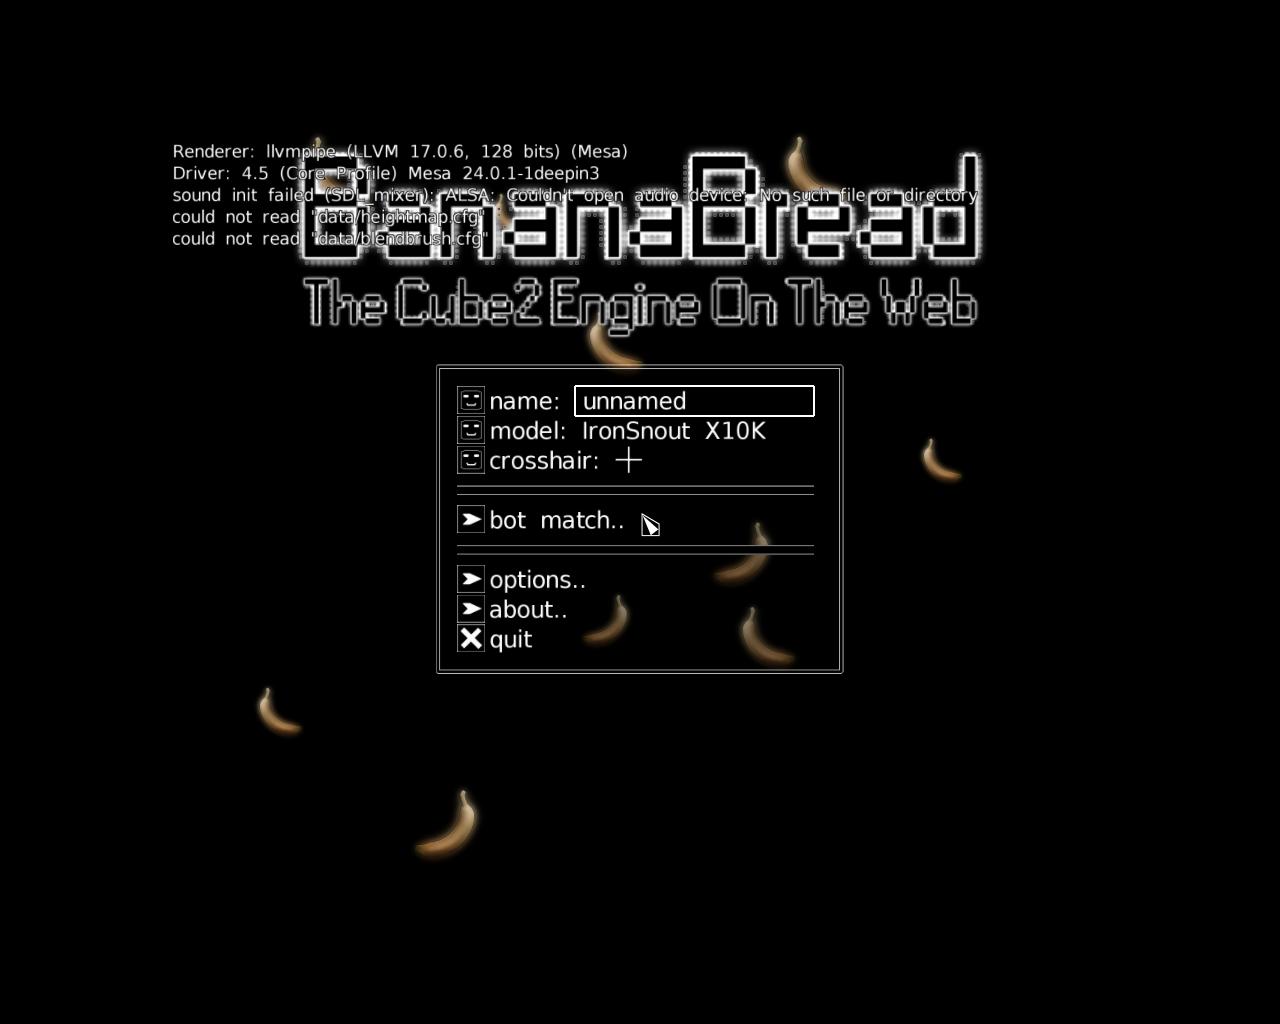 Renderer: llvmpipe (LLVM 17.0.6, 128 bits) (Mesa)
Driver: 4.5 (Core Profile) Mesa 24.0.1-1deepin3
sound init failed (SDL_mixer): ALSA: Couldn't open audio device: No such file or directory
could not read "data/heightmap.cfg"
could not read "data/blendbrush.cfg"
BananaBread
The Cube2 Engine On The Web
name: unnamed
model: IronSnout X10K
crosshair:
bot match..
options..
about..
quit